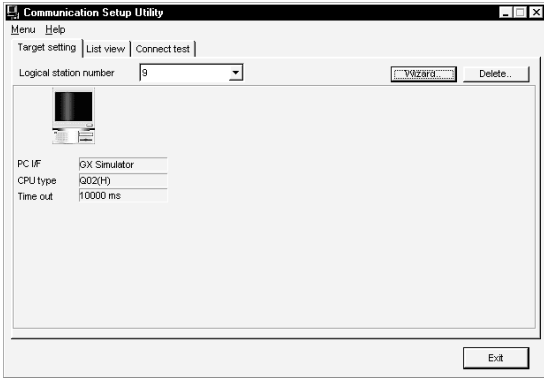 Communication Setup Utility
Menu Help
Target setting List view Connect test
Logical station number 9 Wizard.. Delete..
PC I/F GX Simulator
CPU type Q02(H)
Time out 10000 ms
Exit